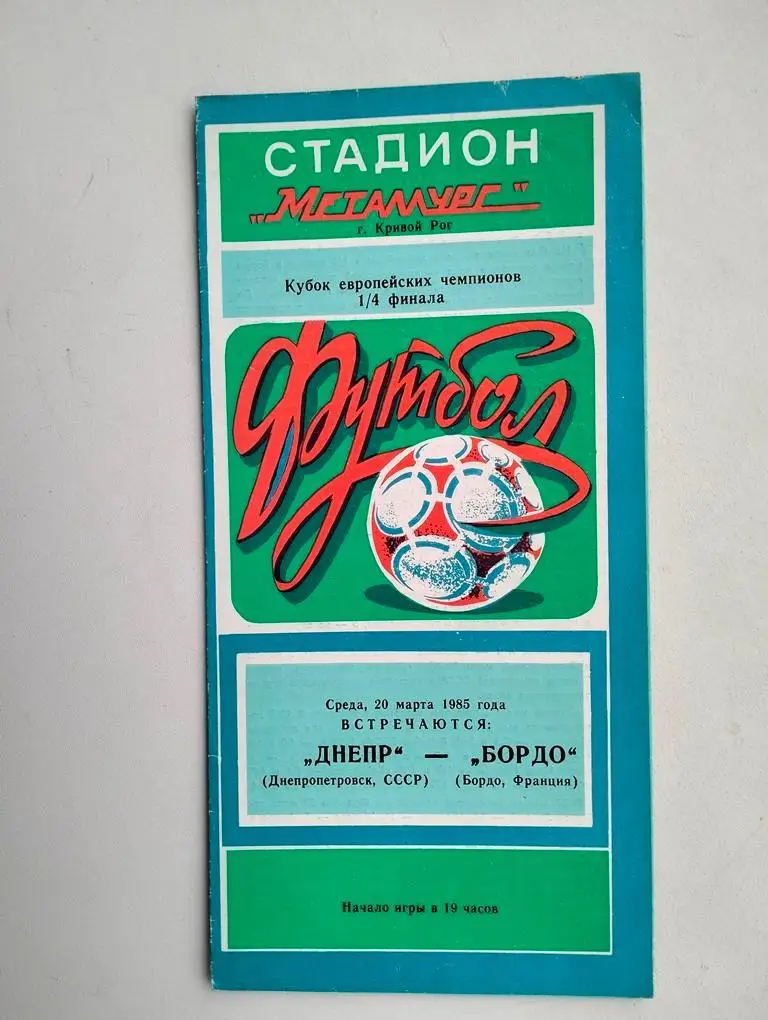 СТАДИОН
„Металлург"
г. Кривой Рог
Кубок европейских чемпионов
1/4 финала
Футбол
Среда, 20 марта 1985 года
ВСТРЕЧАЮТСЯ:
„ДНЕПР“ — „БОРДО“
(Днепропетровск, СССР) (Бордо, Франция)
Начало игры в 19 часов